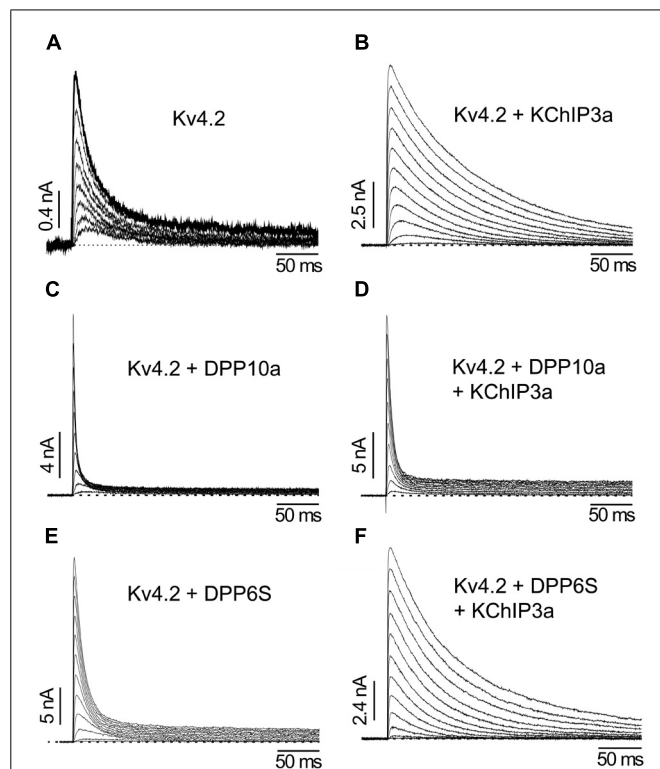 A
Kv4.2
0.4 nA
50 ms
B
Kv4.2 + KChIP3a
2.5 nA
50 ms
C
Kv4.2 + DPP10a
4 nA
50 ms
D
Kv4.2 + DPP10a
+ KChIP3a
5 nA
50 ms
E
Kv4.2 + DPP6S
5 nA
50 ms
F
Kv4.2 + DPP6S
+ KChIP3a
2.4 nA
50 ms